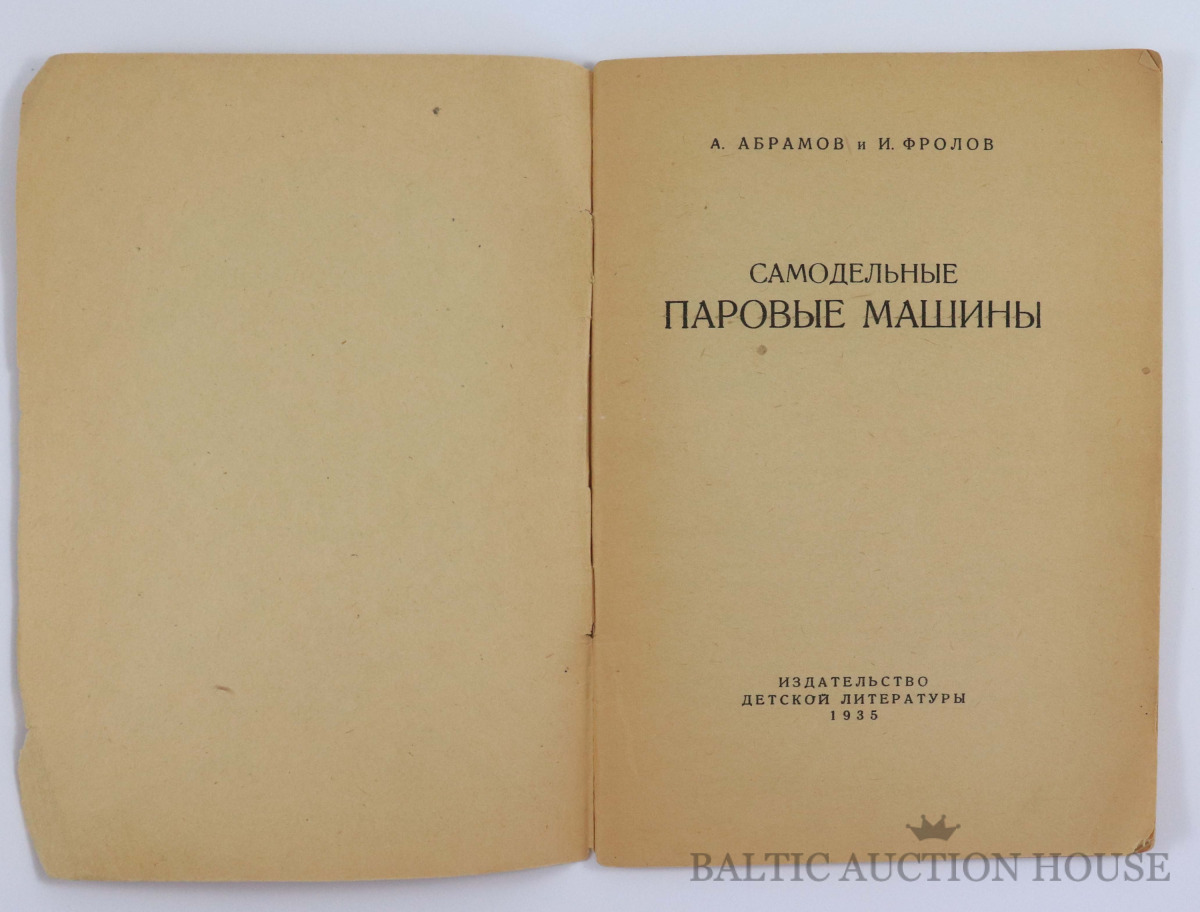 А. АБРАМОВ и И. ФРОЛОВ
САМОДЕЛЬНЫЕ
ПАРОВЫЕ МАШИНЫ
ИЗДАТЕЛЬСТВО
ДЕТСКОЙ ЛИТЕРАТУРЫ
1935
BALTIC AUCTION HOUSE